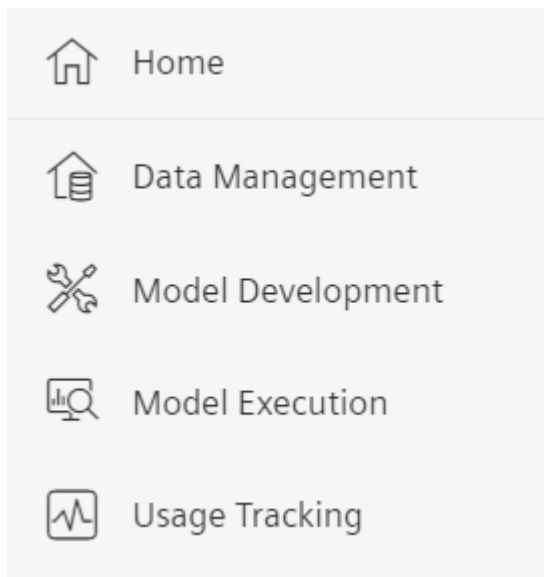 Home
Data Management
Model Development
Model Execution
Usage Tracking